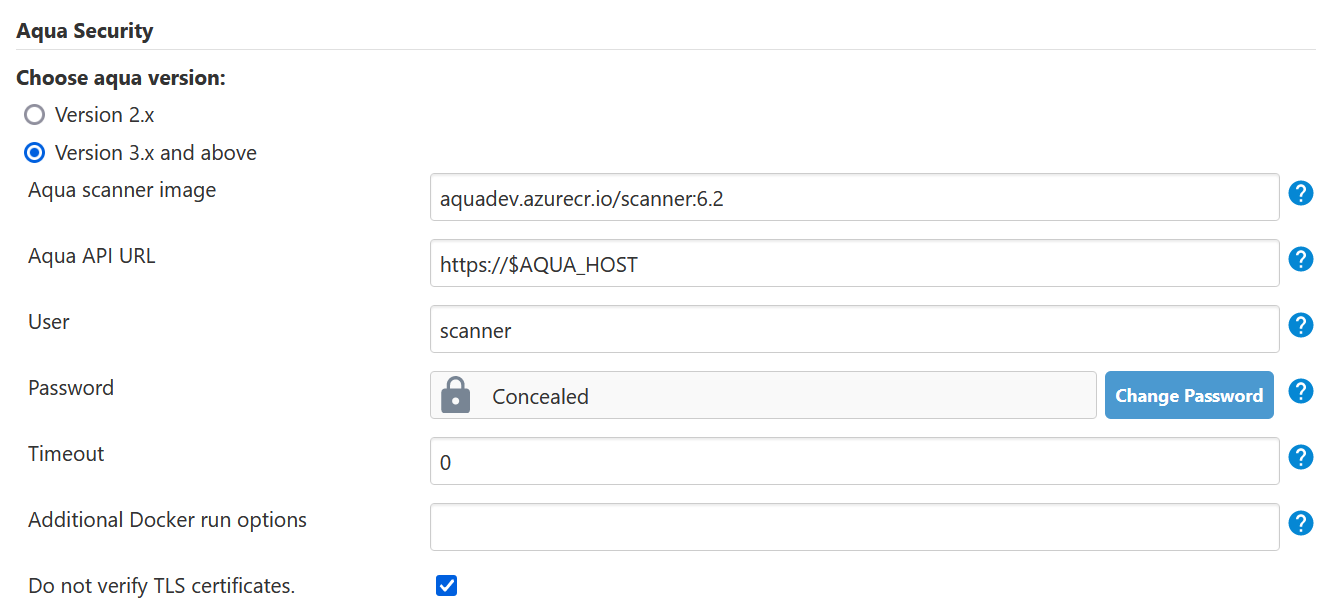 Aqua Security
Choose aqua version:
Version 2.x
Version 3.x and above
Aqua scanner image
aquadev.azurecr.io/scanner:6.2
?
Aqua API URL
https://$AQUA_HOST
?
User
scanner
?
Password
Concealed
Change Password
?
Timeout
0
?
Additional Docker run options
?
Do not verify TLS certificates.